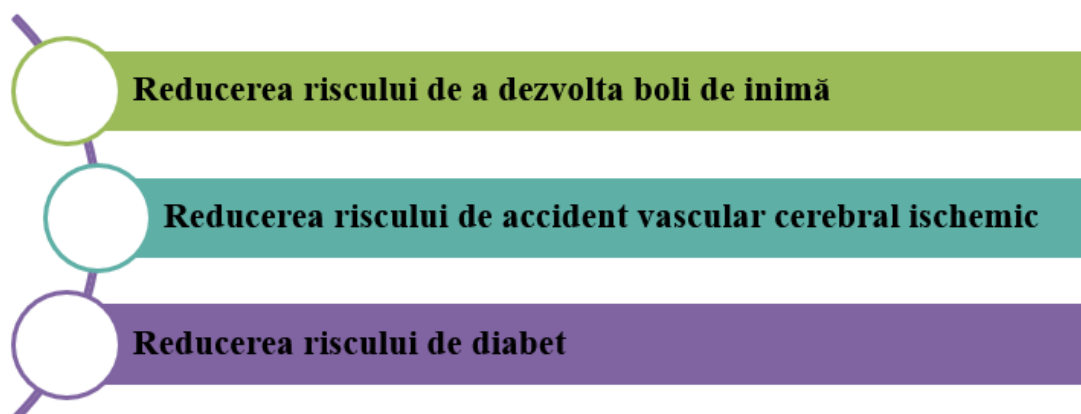 Reducerea riscului de a dezvolta boli de inimă
Reducerea riscului de accident vascular cerebral ischemic
Reducerea riscului de diabet